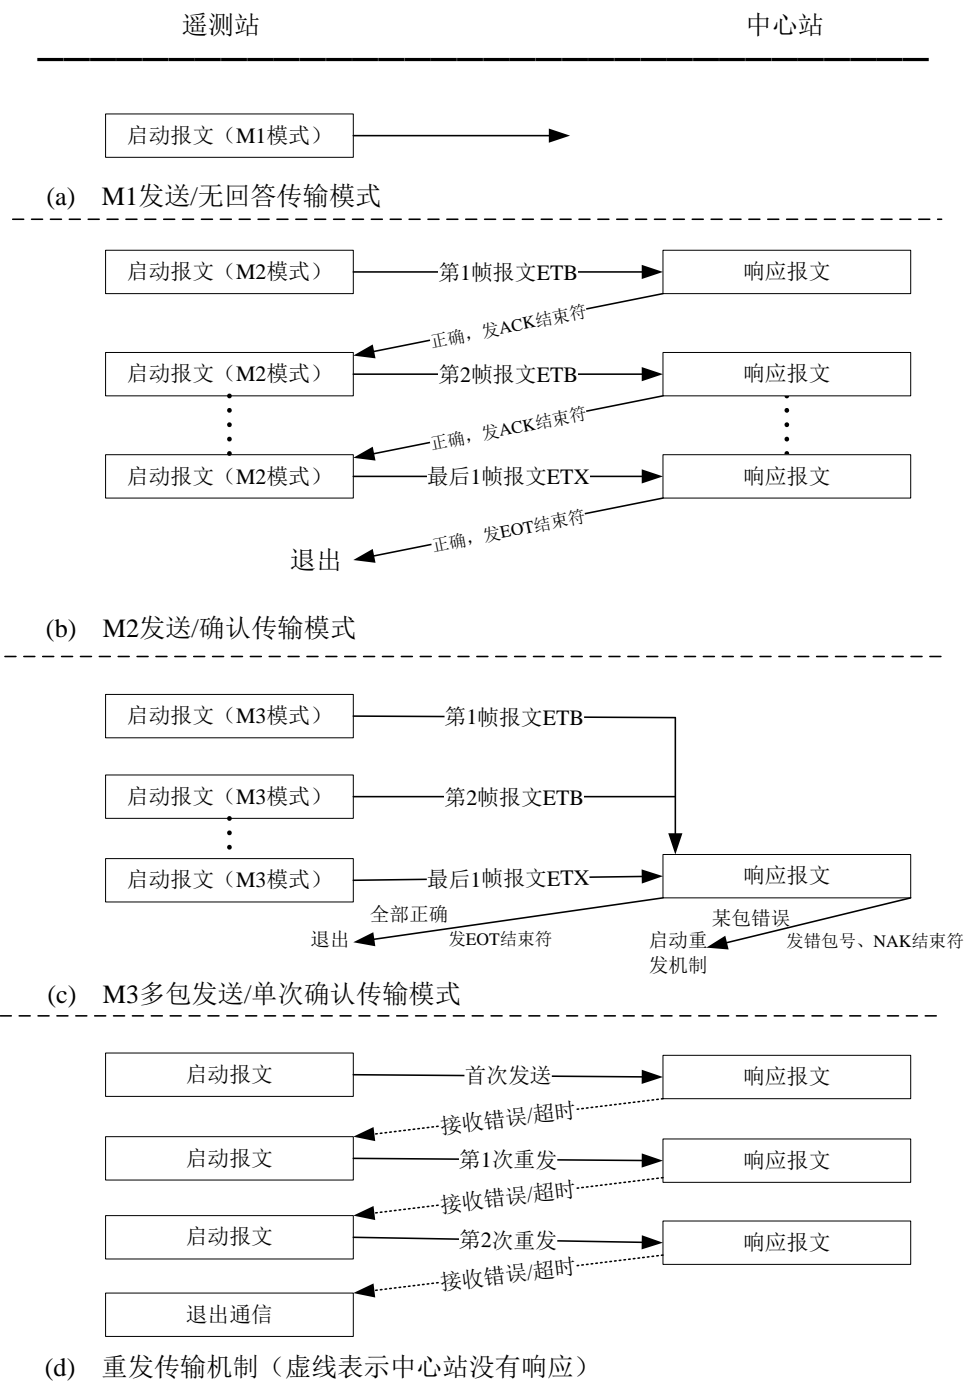 遥测站 中心站
启动报文（M1模式）
(a) M1发送/无回答传输模式
启动报文（M2模式） 第1帧报文ETB 响应报文
正确，发ACK结束符
启动报文（M2模式） 第2帧报文ETB 响应报文
正确，发ACK结束符
启动报文（M2模式） 最后1帧报文ETX 响应报文
正确，发EOT结束符
退出
(b) M2发送/确认传输模式
启动报文（M3模式） 第1帧报文ETB
启动报文（M3模式） 第2帧报文ETB
启动报文（M3模式） 最后1帧报文ETX 响应报文
全部正确 某包错误
退出 发EOT结束符 启动重 发错包号、NAK结束符
发机制
(c) M3多包发送/单次确认传输模式
启动报文 首次发送 响应报文
接收错误/超时
启动报文 第1次重发 响应报文
接收错误/超时
启动报文 第2次重发 响应报文
接收错误/超时
退出通信
(d) 重发传输机制（虚线表示中心站没有响应）